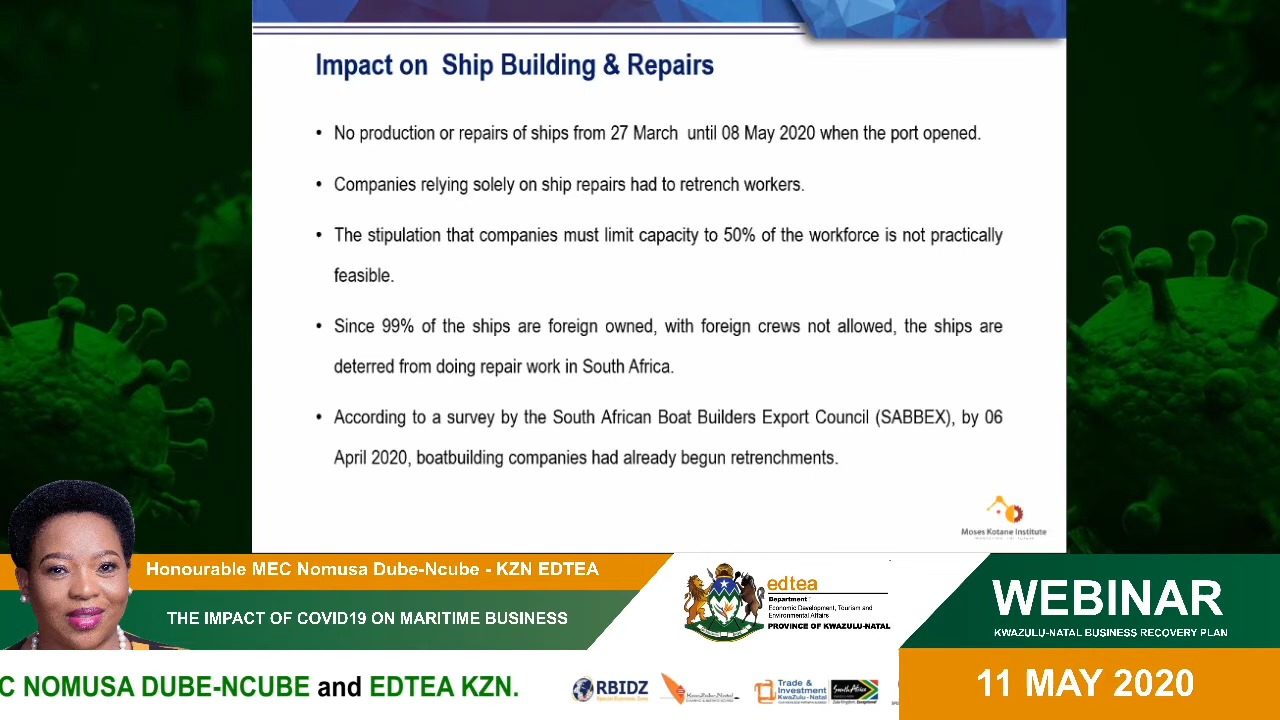 Impact on Ship Building & Repairs
• No production or repairs of ships from 27 March until 08 May 2020 when the port opened.
• Companies relying solely on ship repairs had to retrench workers.
• The stipulation that companies must limit capacity to 50% of the workforce is not practically
feasible.
• Since 99% of the ships are foreign owned, with foreign crews not allowed, the ships are
deterred from doing repair work in South Africa.
• According to a survey by the South African Boat Builders Export Council (SABBEX), by 06
April 2020, boatbuilding companies had already begun retrenchments.
Moses Kotane Institute
Honourable MEC Nomusa Dube-Ncube - KZN EDTEA
THE IMPACT OF COVID19 ON MARITIME BUSINESS
edtea
Department:
Economic Development, Tourism and
Environmental Affairs
PROVINCE OF KWAZULU-NATAL
WEBINAR
KWAZULU-NATAL BUSINESS RECOVERY PLAN
11 MAY 2020
C NOMUSA DUBE-NCUBE and EDTEA KZN.
RBIDZ
Special Economic Zone
KwaZulu-Natal
Trade &
Investment
KwaZulu-Natal
South Africa